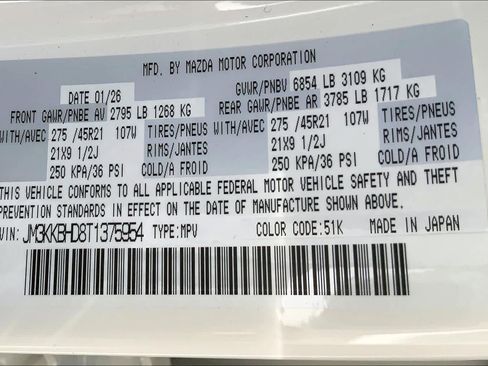 MFD. BY MAZDA MOTOR CORPORATION
DATE 01/26
GVWR/PNBV 6854 LB 3109 KG
FRONT GAWR/PNBE AV 2795 LB 1268 KG
REAR GAWR/PNBE AR 3785 LB 1717 KG
WITH/AVEC 275 /45R21 107W TIRES/PNEUS
21X9 1/2J RIMS/JANTES
250 KPA/36 PSI COLD/A FROID
WITH/AVEC 275 /45R21 107W TIRES/PNEUS
21X9 1/2J RIMS/JANTES
250 KPA/36 PSI COLD/A FROID
THIS VEHICLE CONFORMS TO ALL APPLICABLE FEDERAL MOTOR VEHICLE SAFETY AND THEFT
PREVENTION STANDARDS IN EFFECT ON THE DATE OF MANUFACTURE SHOWN ABOVE.
VIN: JM3KKBHD8T1375954 TYPE:MPV COLOR CODE:51K MADE IN JAPAN